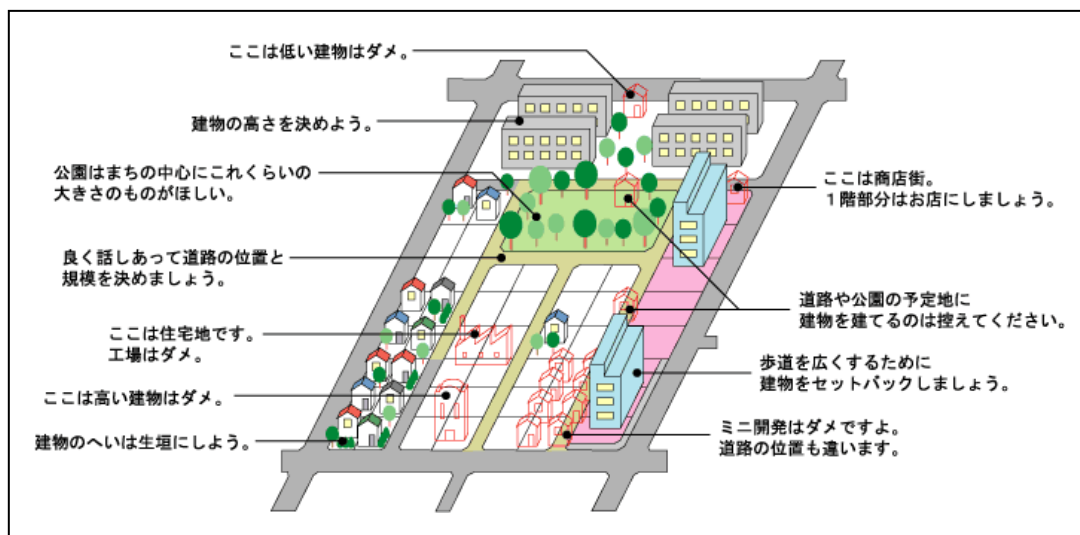 ここは低い建物はダメ。
建物の高さを決めよう。
公園はまちの中心にこれくらいの
大きさのものがほしい。
良く話しあって道路の位置と
規模を決めましょう。
ここは住宅地です。
工場はダメ。
ここは高い建物はダメ。
建物のへいは生垣にしよう。
ここは商店街。
１階部分はお店にしましょう。
道路や公園の予定地に
建物を建てるのは控えてください。
歩道を広くするために
建物をセットバックしましょう。
ミニ開発はダメですよ。
道路の位置も違います。